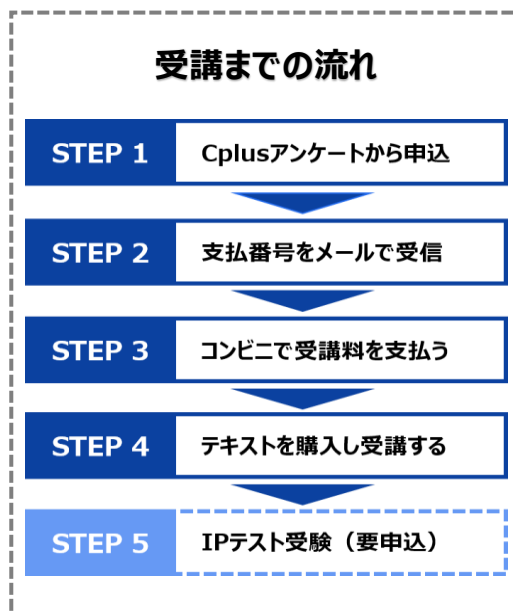 受講までの流れ
STEP 1 Cplusアンケートから申込
STEP 2 支払番号をメールで受信
STEP 3 コンビニで受講料を支払う
STEP 4 テキストを購入し受講する
STEP 5 IPテスト受験（要申込）